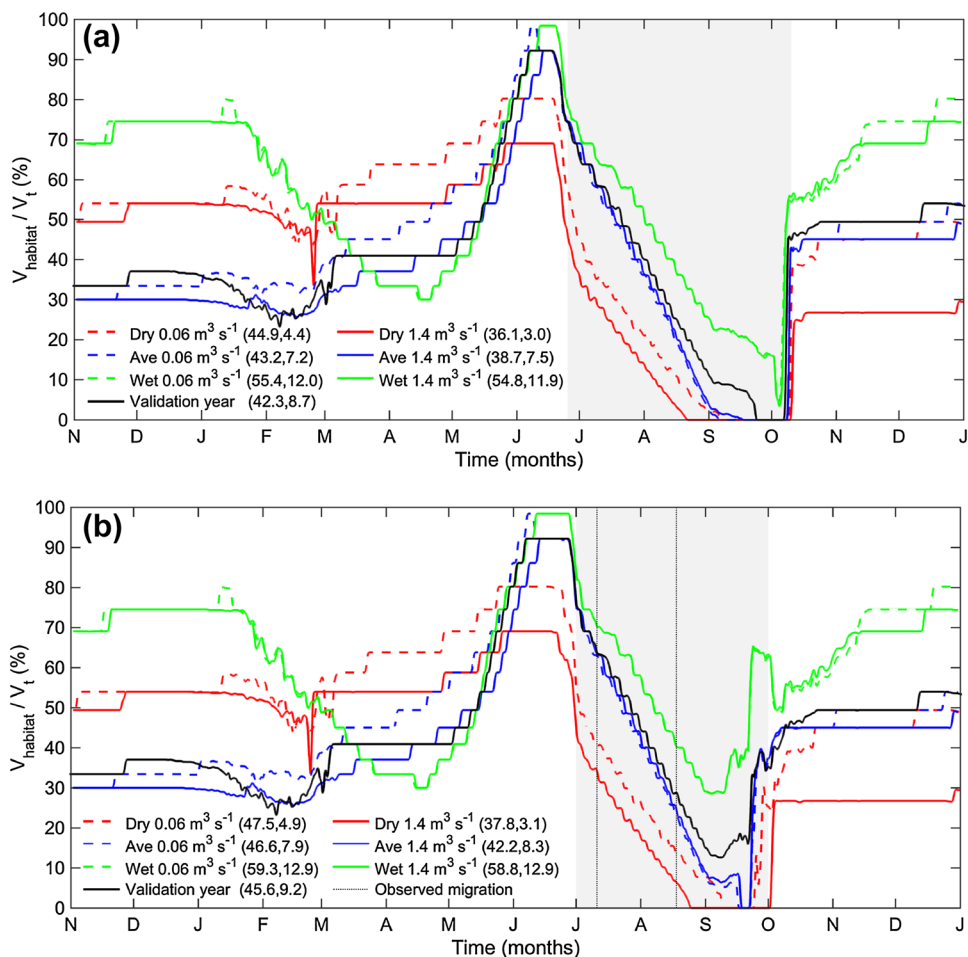 (a)
100
90
80
70
60
50
40
30
20
10
0
V_habitat / V_t (%)
Dry 0.06 m³ s⁻¹ (44.9,4.4)
Dry 1.4 m³ s⁻¹ (36.1,3.0)
Ave 0.06 m³ s⁻¹ (43.2,7.2)
Ave 1.4 m³ s⁻¹ (38.7,7.5)
Wet 0.06 m³ s⁻¹ (55.4,12.0)
Wet 1.4 m³ s⁻¹ (54.8,11.9)
Validation year (42.3,8.7)
N D J F M A M J J A S O N D J
Time (months)
(b)
100
90
80
70
60
50
40
30
20
10
0
V_habitat / V_t (%)
Dry 0.06 m³ s⁻¹ (47.5,4.9)
Dry 1.4 m³ s⁻¹ (37.8,3.1)
Ave 0.06 m³ s⁻¹ (46.6,7.9)
Ave 1.4 m³ s⁻¹ (42.2,8.3)
Wet 0.06 m³ s⁻¹ (59.3,12.9)
Wet 1.4 m³ s⁻¹ (58.8,12.9)
Validation year (45.6,9.2)
Observed migration
N D J F M A M J J A S O N D J
Time (months)